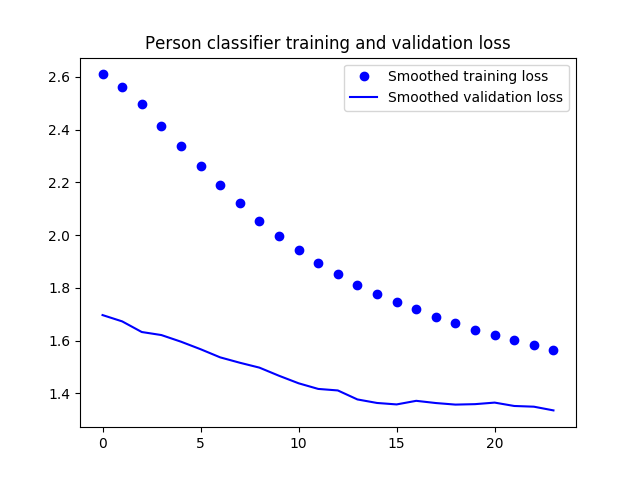 Person classifier training and validation loss
Smoothed training loss
Smoothed validation loss
2.6
2.4
2.2
2.0
1.8
1.6
1.4
0 5 10 15 20